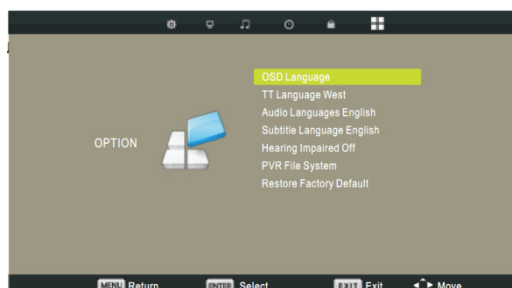 OSD Language
TT Language West
Audio Languages English
Subtitle Language English
OPTION
Hearing Impaired Off
PVR File System
Restore Factory Default
MENU Return ENTER Select EXIT Exit Move